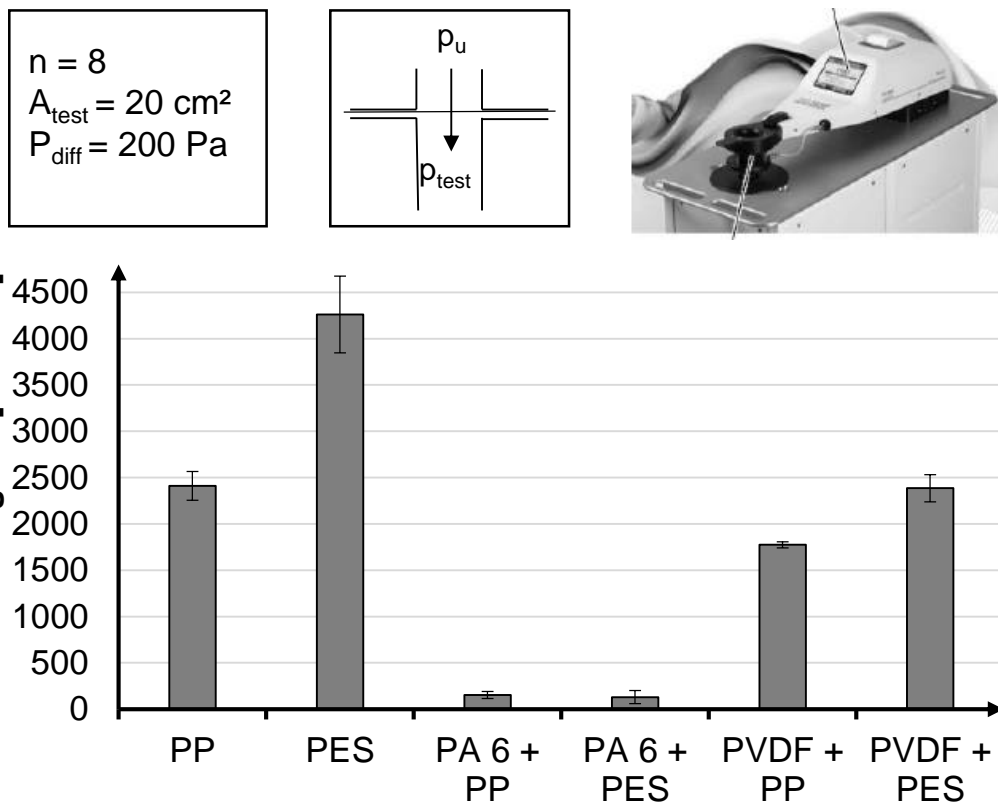 n = 8
A_test = 20 cm²
P_diff = 200 Pa
p_u
p_test
4500
4000
3500
3000
2500
2000
1500
1000
500
0
PP
PES
PA 6 +
PP
PA 6 +
PES
PVDF +
PP
PVDF +
PES